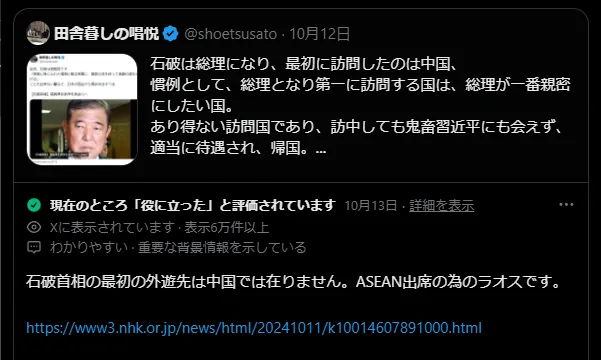 田舎暮しの唱悦 @shoetsusato · 10月12日
石破は総理になり、最初に訪問したのは中国、
慣例として、総理となり第一に訪問する国は、総理が一番親密
にしたい国。
あり得ない訪問国であり、訪中しても鬼畜習近平にも会えず、
適当に待遇され、帰国。...
現在のところ「役に立った」と評価されています 10月13日 · 詳細を表示
Xに表示されています · 表示6万件以上
わかりやすい · 重要な背景情報を示している
石破首相の最初の外遊先は中国では在りません。ASEAN出席の為のラオスです。
https://www3.nhk.or.jp/news/html/20241011/k10014607891000.html